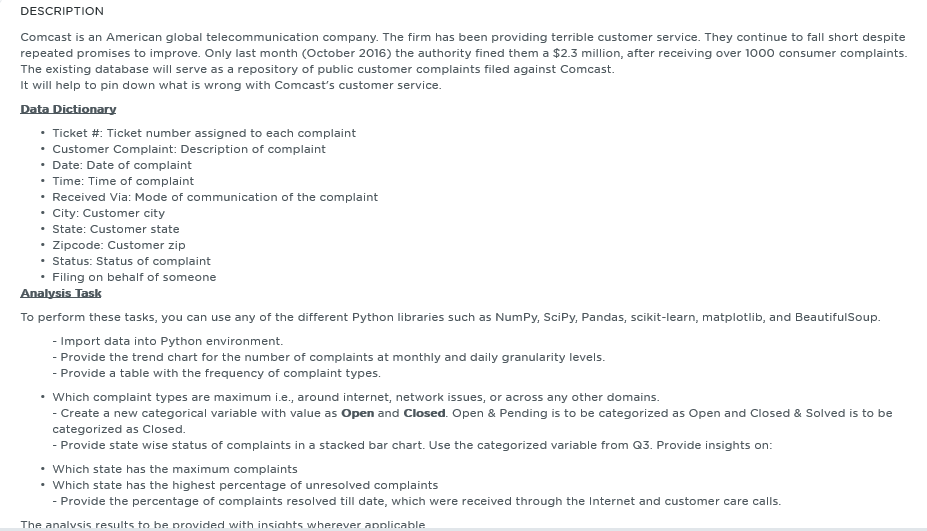 DESCRIPTION
Comcast is an American global telecommunication company. The firm has been providing terrible customer service. They continue to fall short despite
repeated promises to improve. Only last month (October 2016) the authority fined them a $2.3 million, after receiving over 1000 consumer complaints.
The existing database will serve as a repository of public customer complaints filed against Comcast.
It will help to pin down what is wrong with Comcast's customer service.
Data Dictionary
• Ticket #: Ticket number assigned to each complaint
• Customer Complaint: Description of complaint
• Date: Date of complaint
• Time: Time of complaint
• Received Via: Mode of communication of the complaint
• City: Customer city
• State: Customer state
• Zipcode: Customer zip
• Status: Status of complaint
• Filing on behalf of someone
Analysis Task
To perform these tasks, you can use any of the different Python libraries such as NumPy, SciPy, Pandas, scikit-learn, matplotlib, and BeautifulSoup.
- Import data into Python environment.
- Provide the trend chart for the number of complaints at monthly and daily granularity levels.
- Provide a table with the frequency of complaint types.
• Which complaint types are maximum i.e., around internet, network issues, or across any other domains.
- Create a new categorical variable with value as Open and Closed. Open & Pending is to be categorized as Open and Closed & Solved is to be
categorized as Closed.
- Provide state wise status of complaints in a stacked bar chart. Use the categorized variable from Q3. Provide insights on:
• Which state has the maximum complaints
• Which state has the highest percentage of unresolved complaints
- Provide the percentage of complaints resolved till date, which were received through the Internet and customer care calls.
The analysis results to be provided with insights wherever applicable.